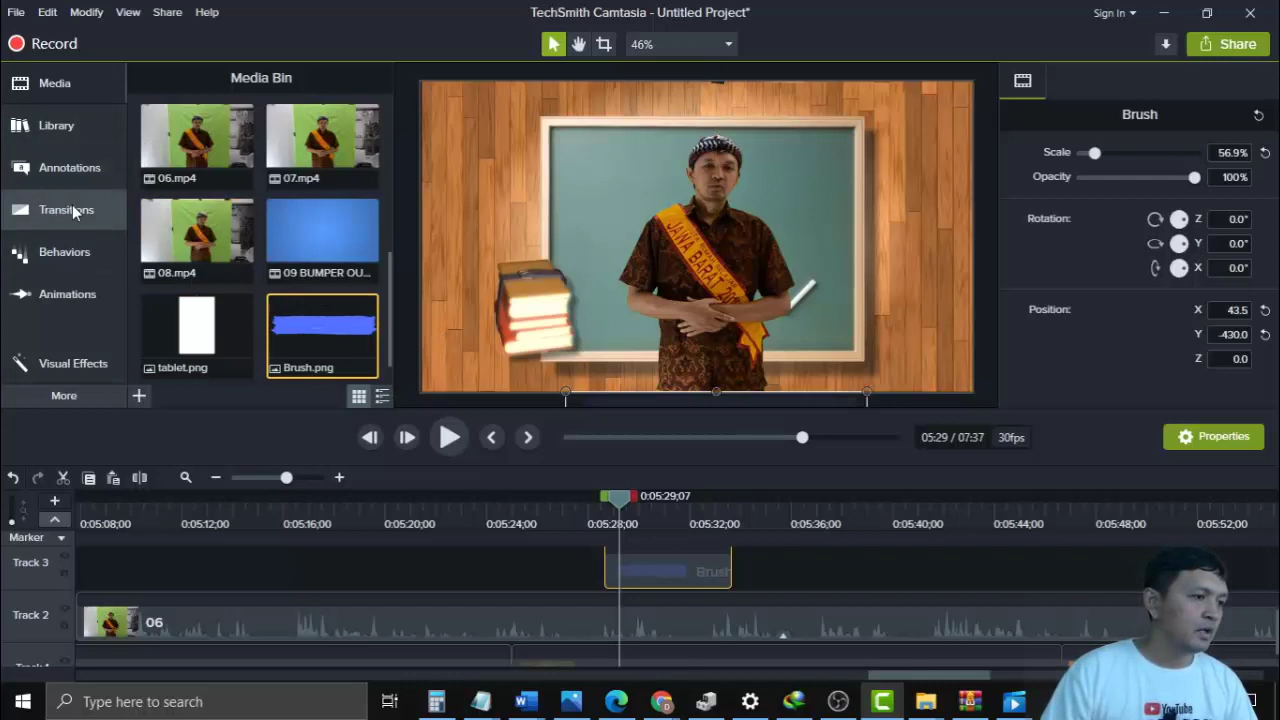 File Edit Modify View Share Help
TechSmith Camtasia - Untitled Project*
Sign In
Record
46%
Share
Media
Library
Annotations
Transitions
Behaviors
Animations
Visual Effects
More
Media Bin
06.mp4
07.mp4
08.mp4
09 BUMPER OU...
tablet.png
Brush.png
JAWA BARAT
Brush
Scale 56.9%
Opacity 100%
Rotation: Z 0.0°
Y 0.0°
X 0.0°
Position: X 43.5
Y -430.0
Z 0.0
05:29 / 07:37 30fps
Properties
0:05:29;07
0:05:08;00 0:05:12;00 0:05:16;00 0:05:20;00 0:05:24;00 0:05:28;00 0:05:32;00 0:05:36;00 0:05:40;00 0:05:44;00 0:05:48;00 0:05:52;00
Marker
Track 3
Brush
Track 2
06
Type here to search
YouTube